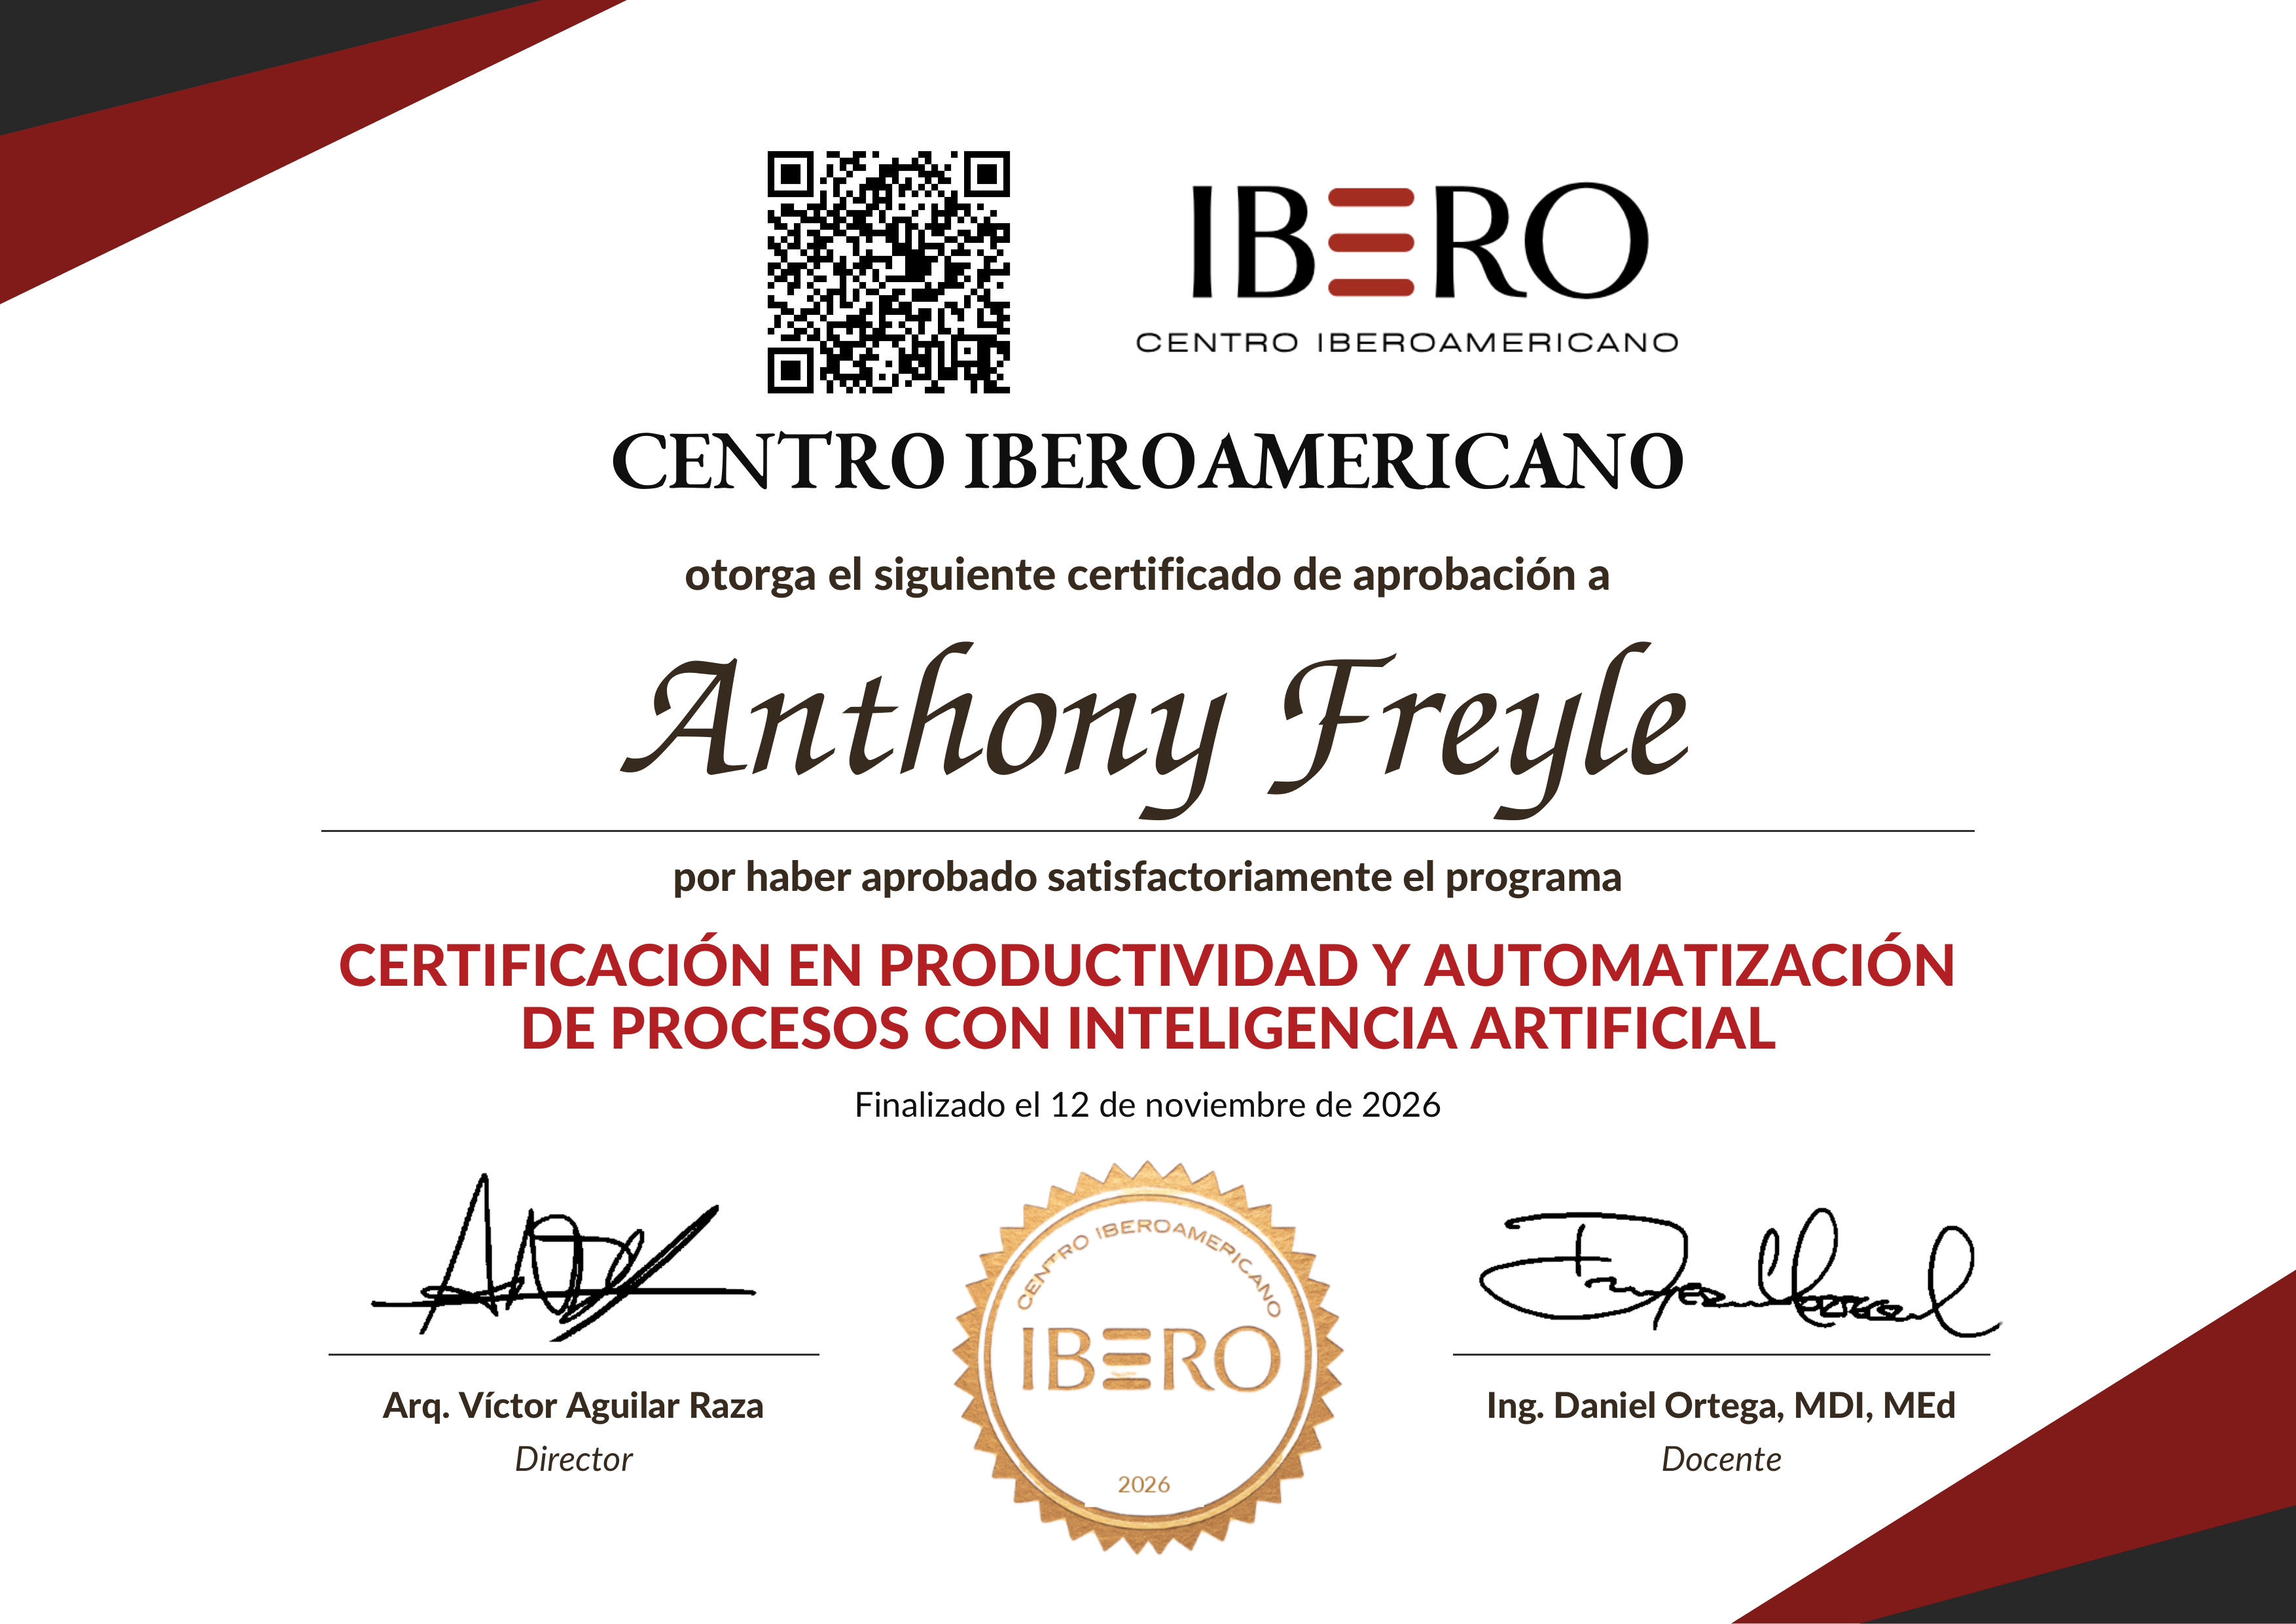 IBERO
CENTRO IBEROAMERICANO
CENTRO IBEROAMERICANO
otorga el siguiente certificado de aprobación a
Anthony Freyle
por haber aprobado satisfactoriamente el programa
CERTIFICACIÓN EN PRODUCTIVIDAD Y AUTOMATIZACIÓN
DE PROCESOS CON INTELIGENCIA ARTIFICIAL
Finalizado el 12 de noviembre de 2026
CENTRO IBEROAMERICANO
IBERO
2026
Arq. Víctor Aguilar Raza
Director
Ing. Daniel Ortega, MDI, MEd
Docente